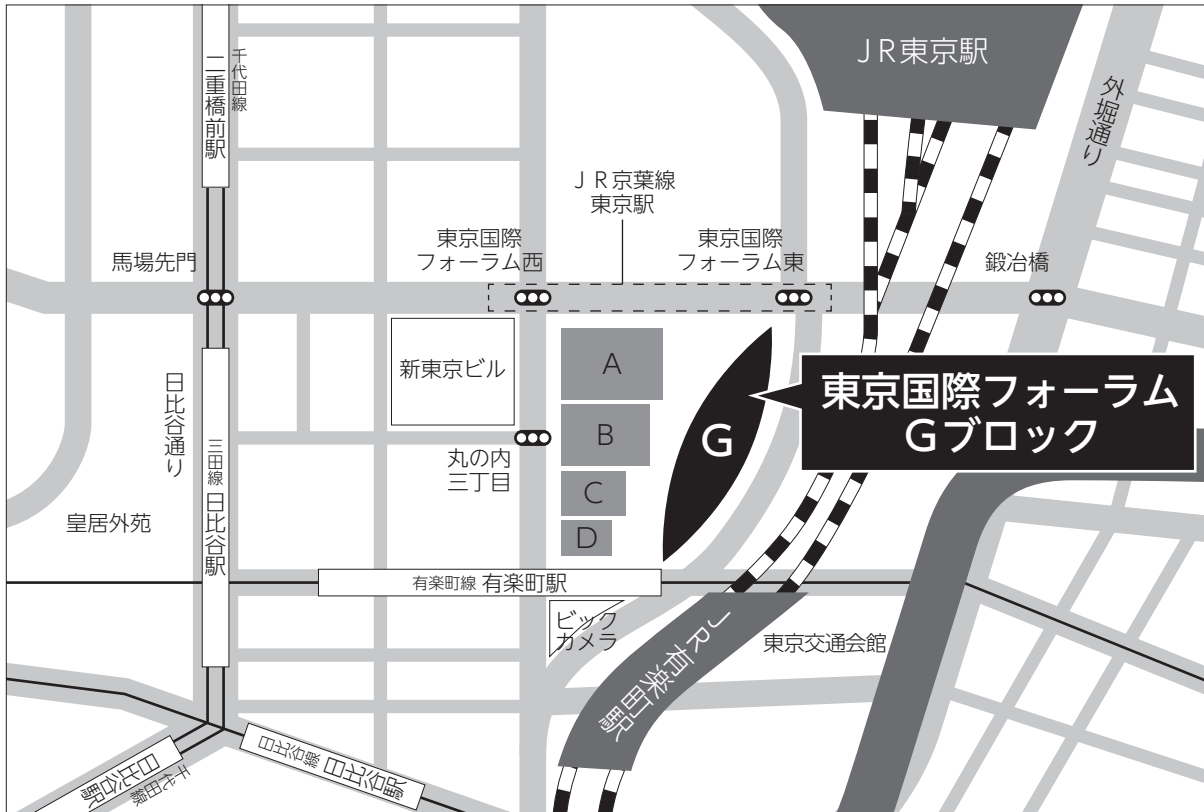 JR東京駅
外堀通り
千代田線
二重橋前駅
JR京葉線
東京駅
馬場先門
東京国際
フォーラム西
東京国際
フォーラム東
鍛冶橋
新東京ビル
A
B
C
D
G
東京国際フォーラム
Gブロック
日比谷通り
丸の内
三丁目
三田線 日比谷駅
皇居外苑
有楽町線 有楽町駅
ビック
カメラ
JR有楽町駅
東京交通会館
日比谷線 日比谷駅
千代田線
日比谷駅